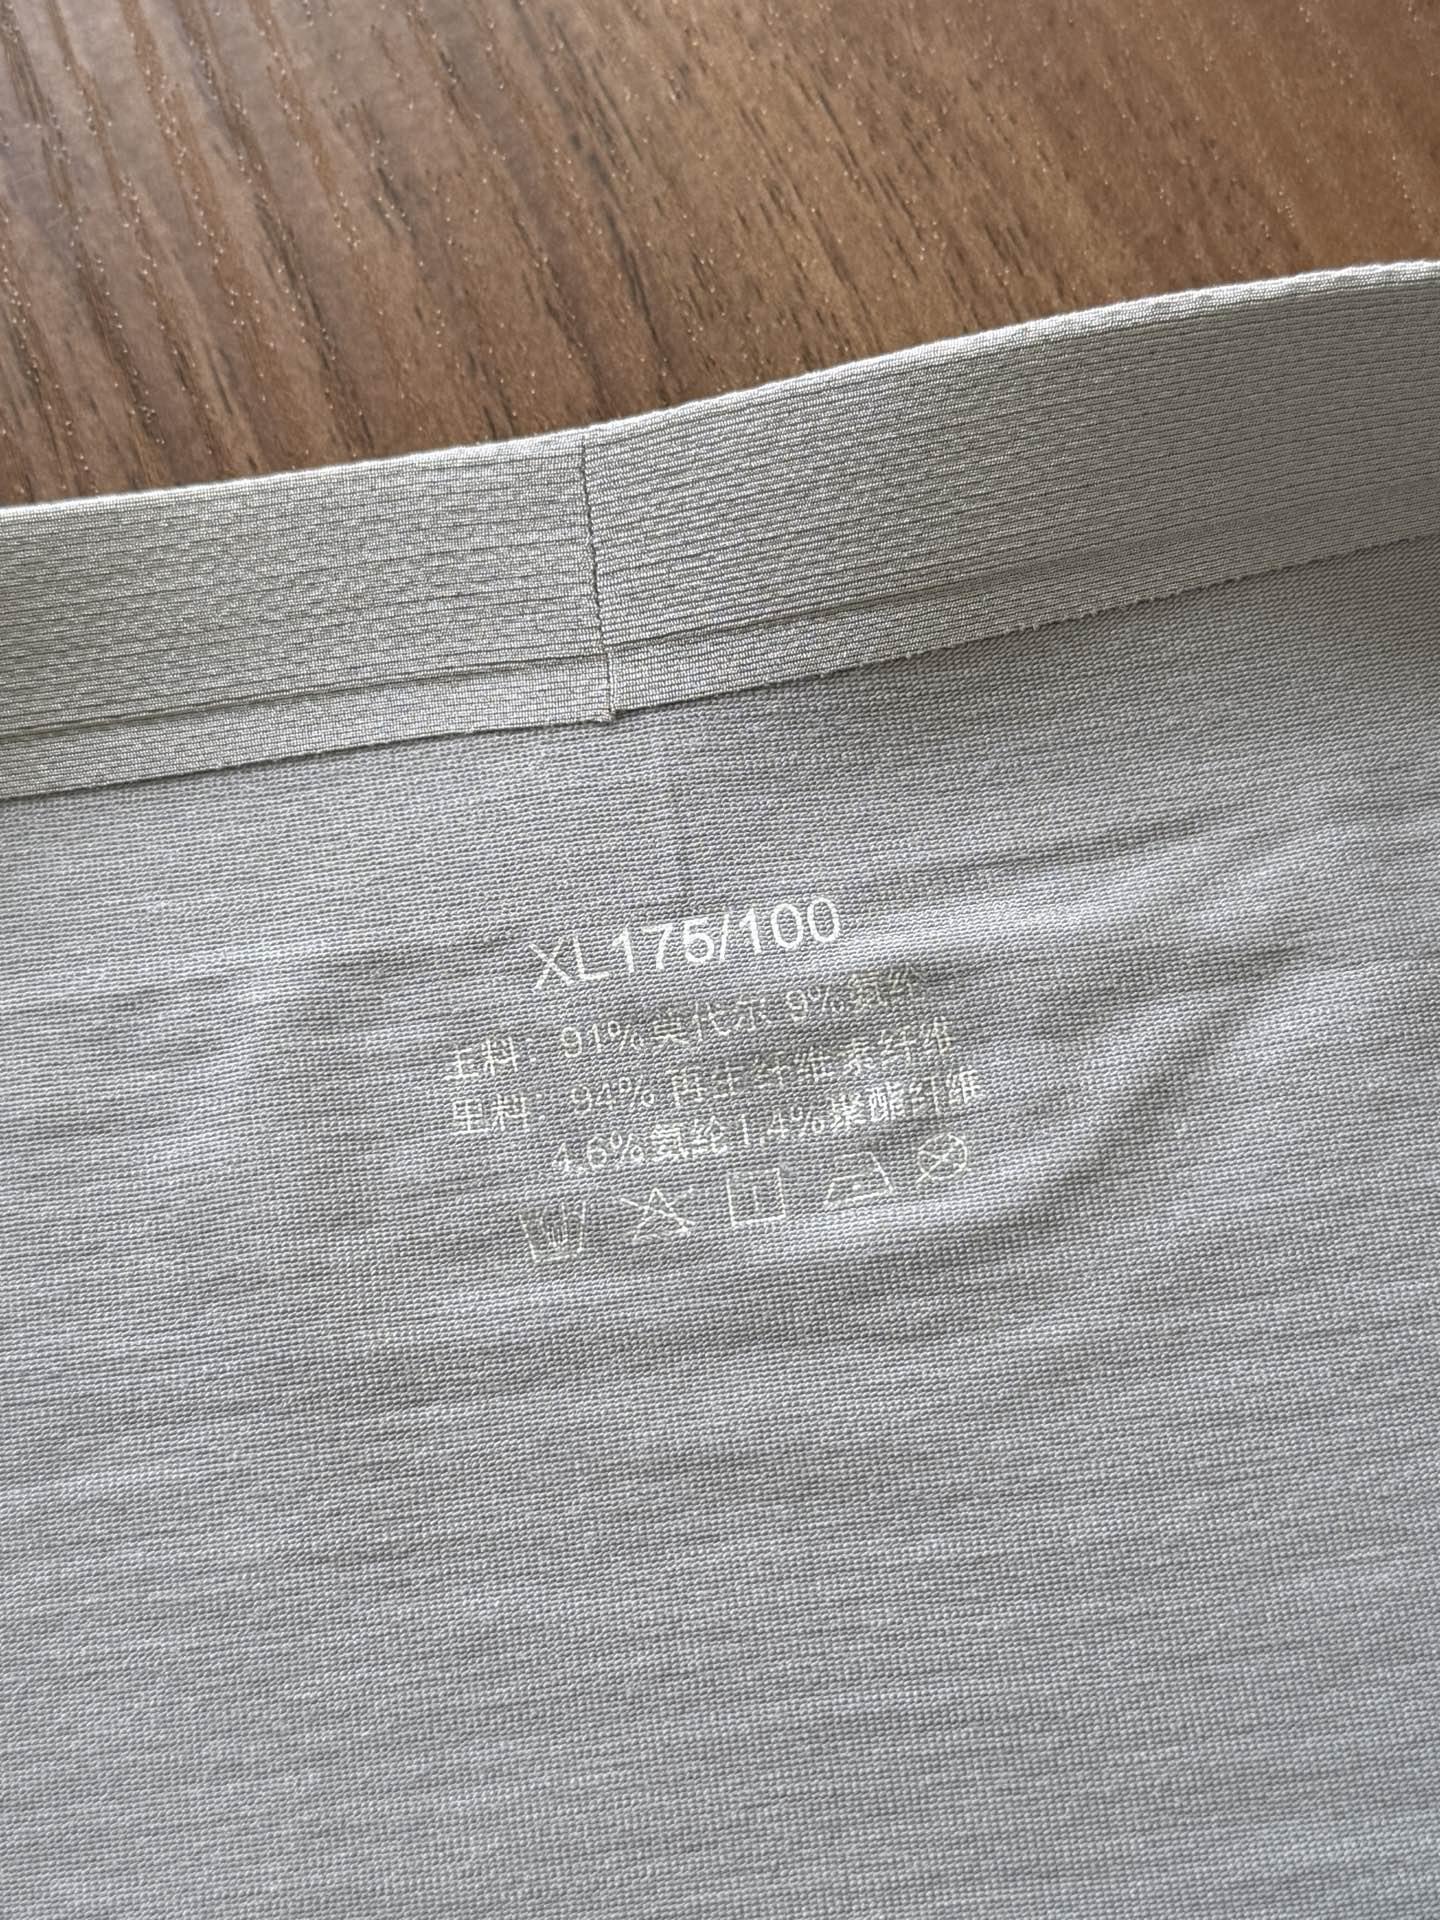 XL175/100
主料：91%莫代尔 9%氨纶
里料：94%再生纤维素纤维
4.6%氨纶1.4%聚酯纤维